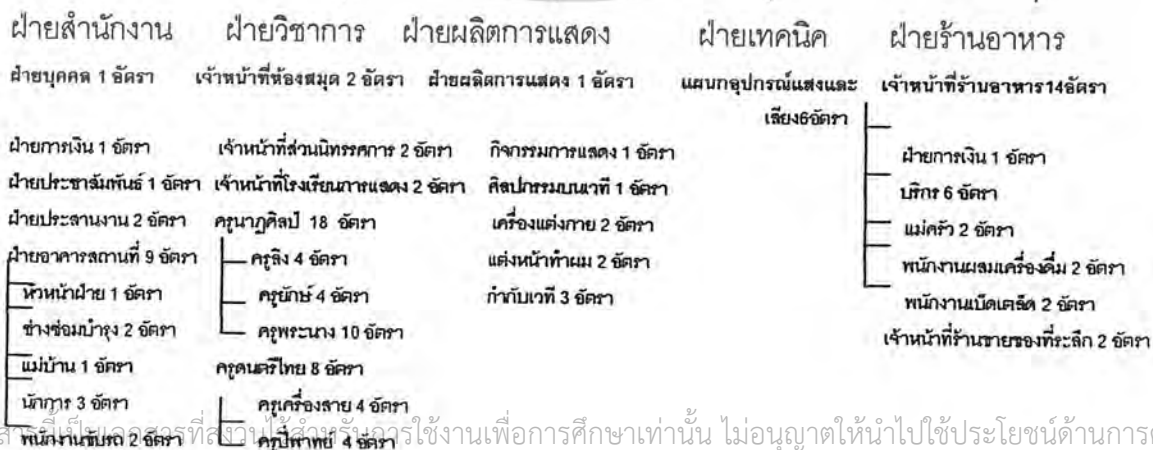 ฝ่ายสำนักงาน
ฝ่ายบุคคล 1 อัตรา
ฝ่ายการเงิน 1 อัตรา
ฝ่ายประชาสัมพันธ์ 1 อัตรา
ฝ่ายประสานงาน 2 อัตรา
ฝ่ายอาคารสถานที่ 9 อัตรา
หัวหน้าฝ่าย 1 อัตรา
ช่างซ่อมบำรุง 2 อัตรา
แม่บ้าน 1 อัตรา
นักการ 3 อัตรา
พนักงานขับรถ 2 อัตรา
ฝ่ายวิชาการ
เจ้าหน้าที่ห้องสมุด 2 อัตรา
เจ้าหน้าที่ส่วนนิทรรศการ 2 อัตรา
เจ้าหน้าที่โรงเรียนการแสดง 2 อัตรา
ครูนาฏศิลป์ 18 อัตรา
ครูลิง 4 อัตรา
ครูยักษ์ 4 อัตรา
ครูพระนาง 10 อัตรา
ครูดนตรีไทย 8 อัตรา
ครูเครื่องสาย 4 อัตรา
ครูปี่พาทย์ 4 อัตรา
ฝ่ายผลิตการแสดง
ฝ่ายผลิตการแสดง 1 อัตรา
กิจกรรมการแสดง 1 อัตรา
ศิลปกรรมบนเวที 1 อัตรา
เครื่องแต่งกาย 2 อัตรา
แต่งหน้าทำผม 2 อัตรา
กำกับเวที 3 อัตรา
ฝ่ายเทคนิค
แผนกอุปกรณ์แสงและ
เสียง6อัตรา
ฝ่ายร้านอาหาร
เจ้าหน้าที่ร้านอาหาร14อัตรา
ฝ่ายการเงิน 1 อัตรา
บริกร 6 อัตรา
แม่ครัว 2 อัตรา
พนักงานผสมเครื่องดื่ม 2 อัตรา
พนักงานเบ็ดเตล็ด 2 อัตรา
เจ้าหน้าที่ร้านขายของที่ระลึก 2 อัตรา
นี้เป็นเอกสารที่สงวนไว้สำหรับการใช้งานเพื่อการศึกษาเท่านั้น ไม่อนุญาตให้นำไปใช้ประโยชน์ด้านการ